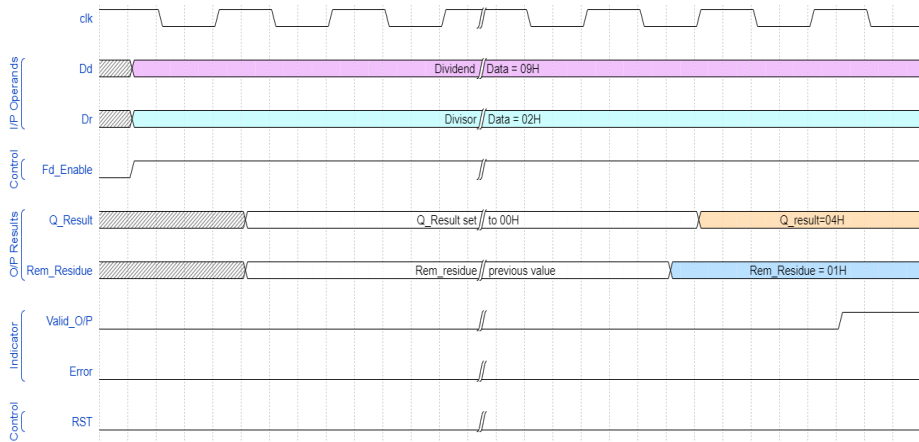 clk
I/P Operands
Dd
Dividend Data = 09H
Dr
Divisor Data = 02H
Control
Fd_Enable
O/P Results
Q_Result
Q_Result set to 00H
Q_result=04H
Rem_Residue
Rem_residue previous value
Rem_Residue = 01H
Indicator
Valid_O/P
Error
Control
RST